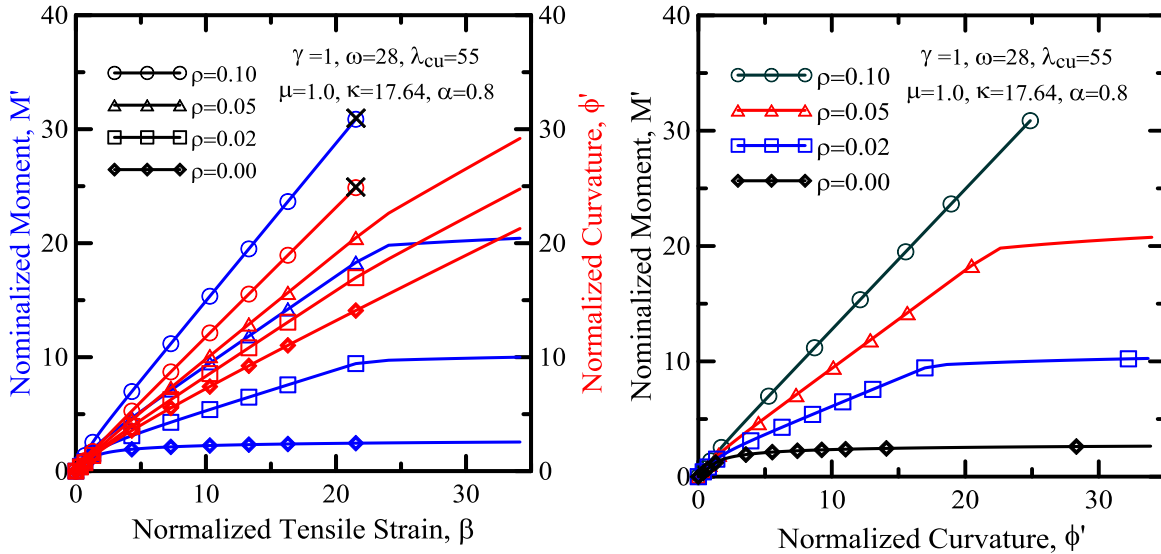 40
30
20
10
0
Nominalized Moment, M'
γ =1, ω=28, λcu=55
μ=1.0, κ=17.64, α=0.8
ρ=0.10
ρ=0.05
ρ=0.02
ρ=0.00
40
30
20
10
0
Normalized Curvature, ϕ'
0
10
20
30
Normalized Tensile Strain, β
40
30
20
10
0
Nominalized Moment, M'
γ =1, ω=28, λcu=55
μ=1.0, κ=17.64, α=0.8
ρ=0.10
ρ=0.05
ρ=0.02
ρ=0.00
0
10
20
30
Normalized Curvature, ϕ'